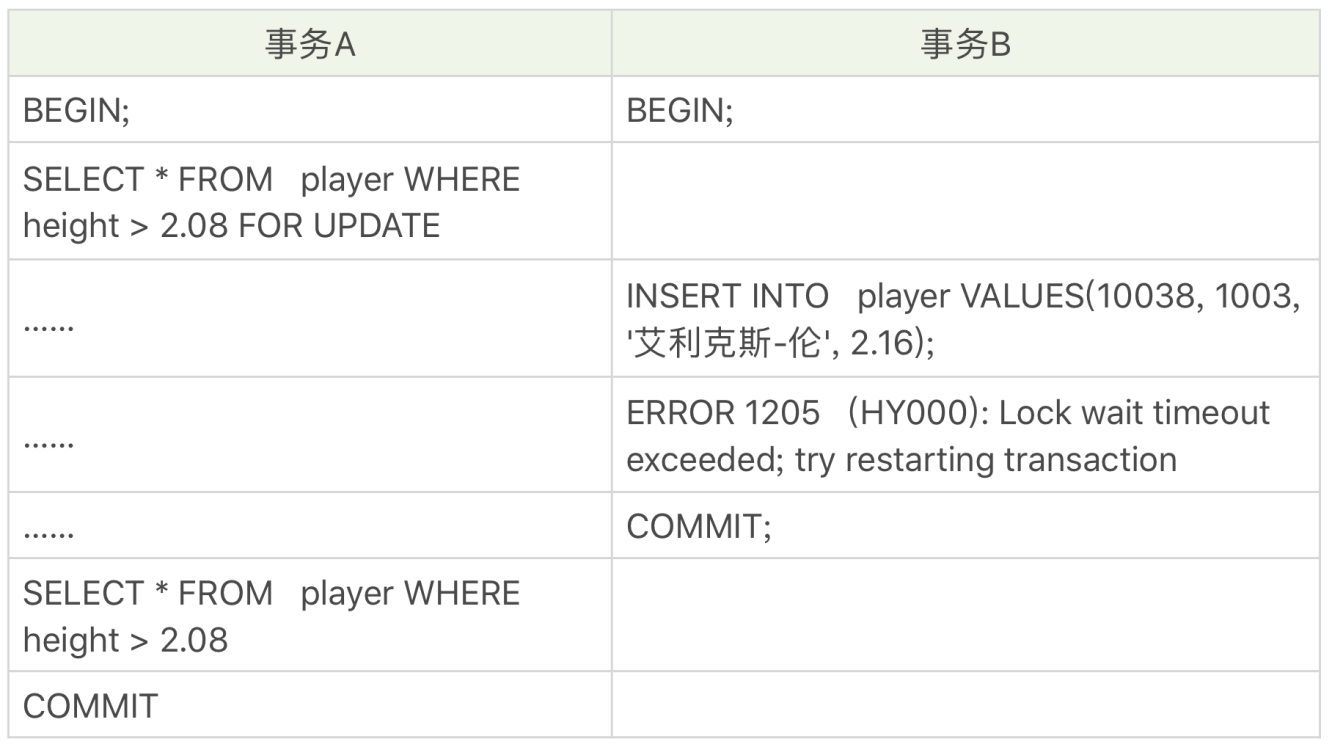 事务A
事务B
BEGIN;
BEGIN;
SELECT * FROM player WHERE
height > 2.08 FOR UPDATE
......
INSERT INTO player VALUES(10038, 1003,
'艾利克斯-伦', 2.16);
......
ERROR 1205 （HY000): Lock wait timeout
exceeded; try restarting transaction
......
COMMIT;
SELECT * FROM player WHERE
height > 2.08
COMMIT